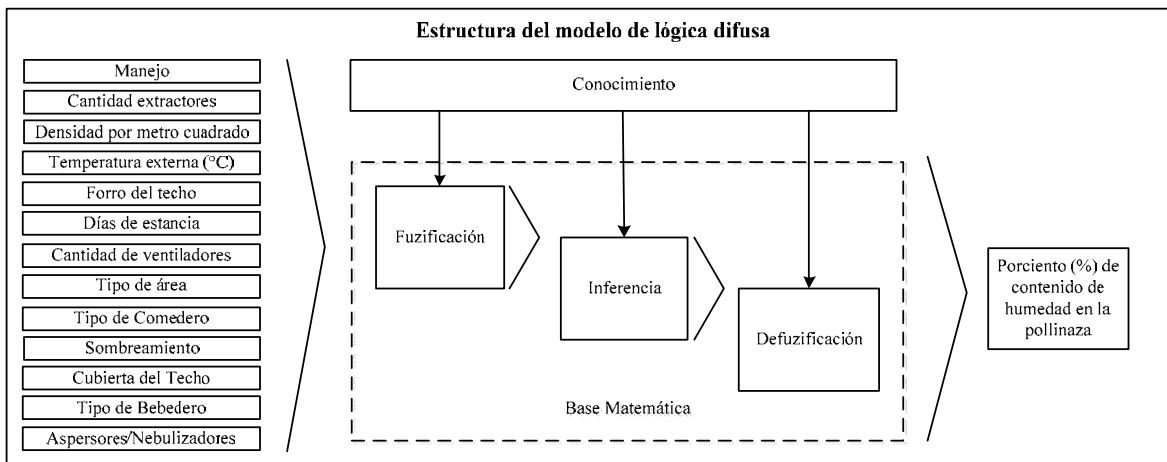 Estructura del modelo de lógica difusa
Manejo
Cantidad extractores
Densidad por metro cuadrado
Temperatura externa (°C)
Forro del techo
Días de estancia
Cantidad de ventiladores
Tipo de área
Tipo de Comedero
Sombreamiento
Cubierta del Techo
Tipo de Bebedero
Aspersores/Nebulizadores
Conocimiento
Fuzificación
Inferencia
Defuzificación
Base Matemática
Porciento (%) de
contenido de
humedad en la
pollinaza